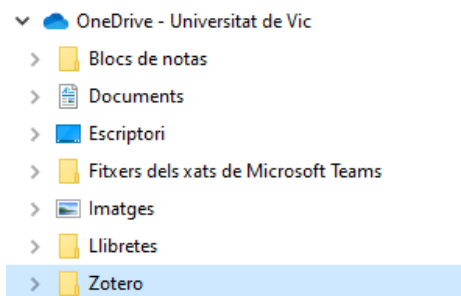 OneDrive - Universitat de Vic
Blocs de notas
Documents
Escriptori
Fitxers dels xats de Microsoft Teams
Imatges
Llibretes
Zotero